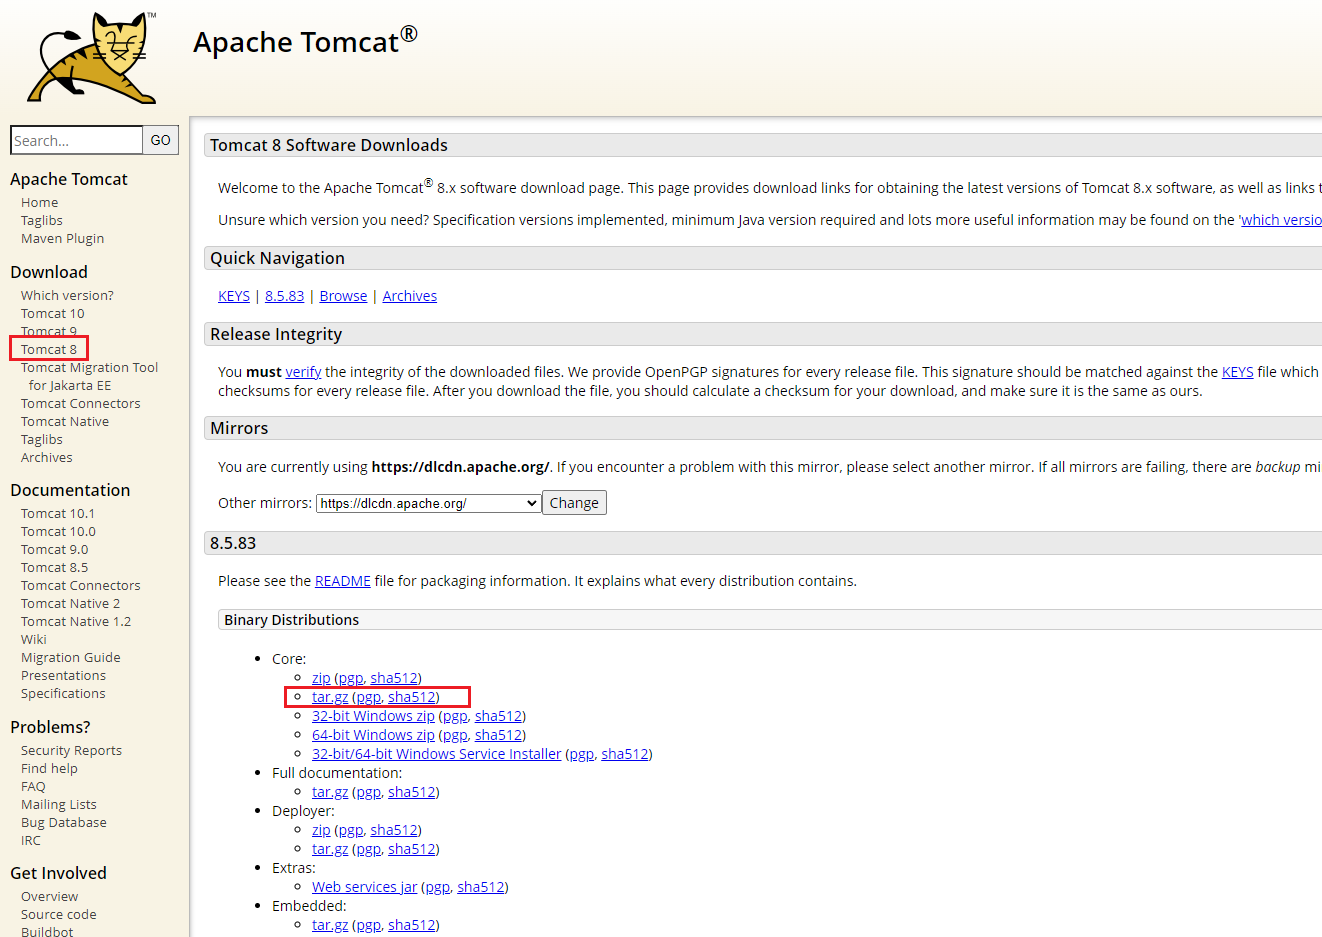 TM
Apache Tomcat®
Search... GO
Apache Tomcat
Home
Taglibs
Maven Plugin
Download
Which version?
Tomcat 10
Tomcat 9
Tomcat 8
Tomcat Migration Tool
for Jakarta EE
Tomcat Connectors
Tomcat Native
Taglibs
Archives
Documentation
Tomcat 10.1
Tomcat 10.0
Tomcat 9.0
Tomcat 8.5
Tomcat Connectors
Tomcat Native 2
Tomcat Native 1.2
Wiki
Migration Guide
Presentations
Specifications
Problems?
Security Reports
Find help
FAQ
Mailing Lists
Bug Database
IRC
Get Involved
Overview
Source code
Buildbot
Tomcat 8 Software Downloads
Welcome to the Apache Tomcat® 8.x software download page. This page provides download links for obtaining the latest versions of Tomcat 8.x software, as well as links t
Unsure which version you need? Specification versions implemented, minimum Java version required and lots more useful information may be found on the 'which versio
Quick Navigation
KEYS | 8.5.83 | Browse | Archives
Release Integrity
You must verify the integrity of the downloaded files. We provide OpenPGP signatures for every release file. This signature should be matched against the KEYS file which
checksums for every release file. After you download the file, you should calculate a checksum for your download, and make sure it is the same as ours.
Mirrors
You are currently using https://dlcdn.apache.org/. If you encounter a problem with this mirror, please select another mirror. If all mirrors are failing, there are backup mi
Other mirrors: https://dlcdn.apache.org/ Change
8.5.83
Please see the README file for packaging information. It explains what every distribution contains.
Binary Distributions
Core:
zip (pgp, sha512)
tar.gz (pgp, sha512)
32-bit Windows zip (pgp, sha512)
64-bit Windows zip (pgp, sha512)
32-bit/64-bit Windows Service Installer (pgp, sha512)
Full documentation:
tar.gz (pgp, sha512)
Deployer:
zip (pgp, sha512)
tar.gz (pgp, sha512)
Extras:
Web services jar (pgp, sha512)
Embedded:
tar.gz (pgp, sha512)